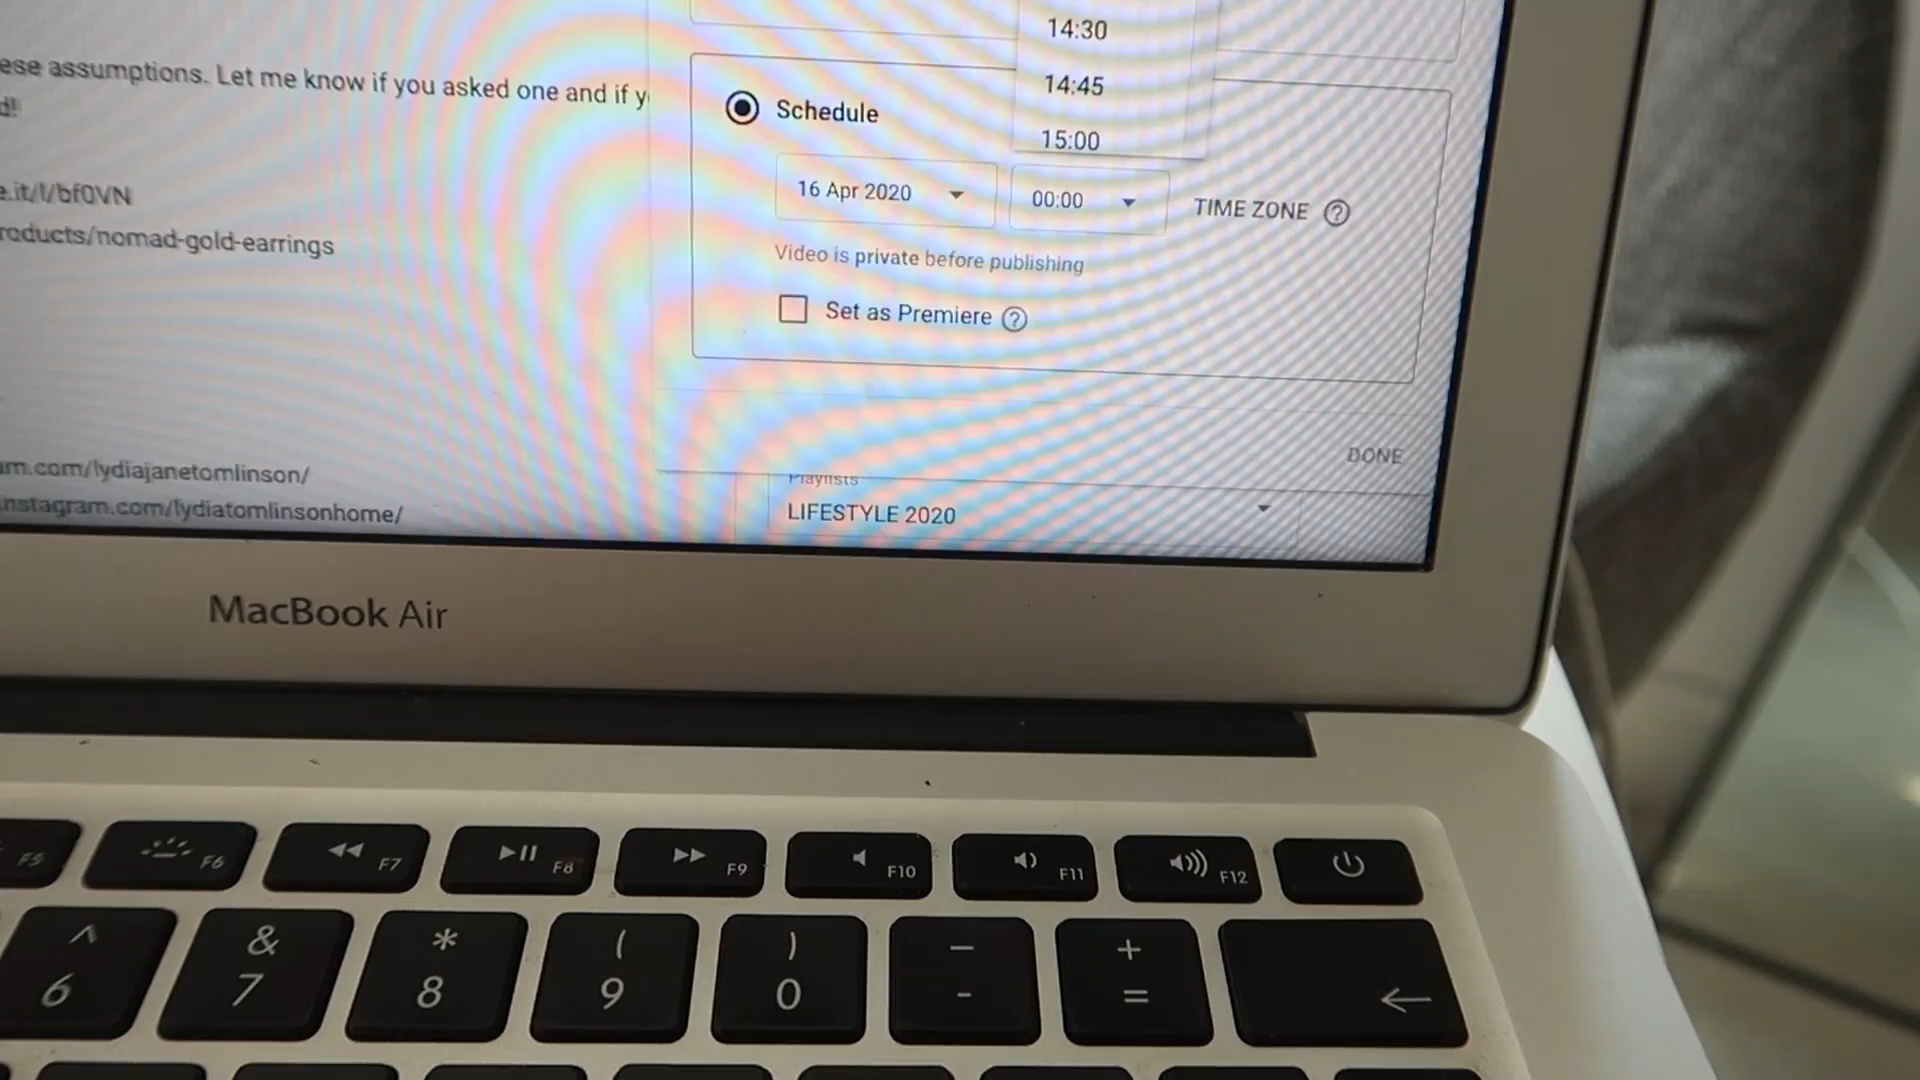 14:30
14:45
15:00
ese assumptions. Let me know if you asked one and if y
d!
Schedule
e.it/l/bf0VN
roducts/nomad-gold-earrings
16 Apr 2020
00:00
TIME ZONE ?
Video is private before publishing
Set as Premiere ?
DONE
Playlists
LIFESTYLE 2020
am.com/lydiajanetomlinson/
nstagram.com/lydiatomlinsonhome/
MacBook Air
F5 F6 F7 F8 F9 F10 F11 F12
^ & * ( ) – +
6 7 8 9 0 - =